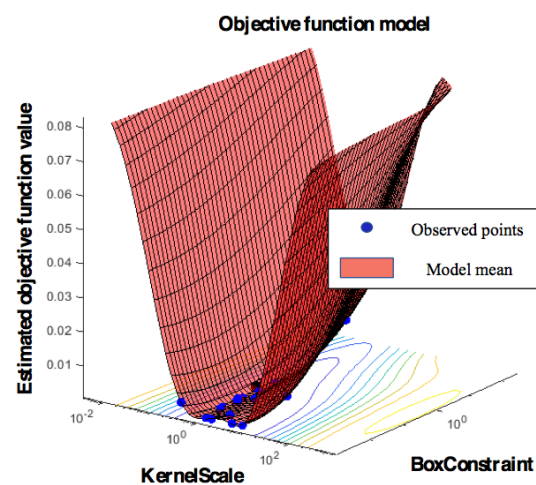 Objective function model
Estimated objective function value
0.08
0.07
0.06
0.05
0.04
0.03
0.02
0.01
Observed points
Model mean
10^-2
10^0
10^2
KernelScale
10^0
BoxConstraint